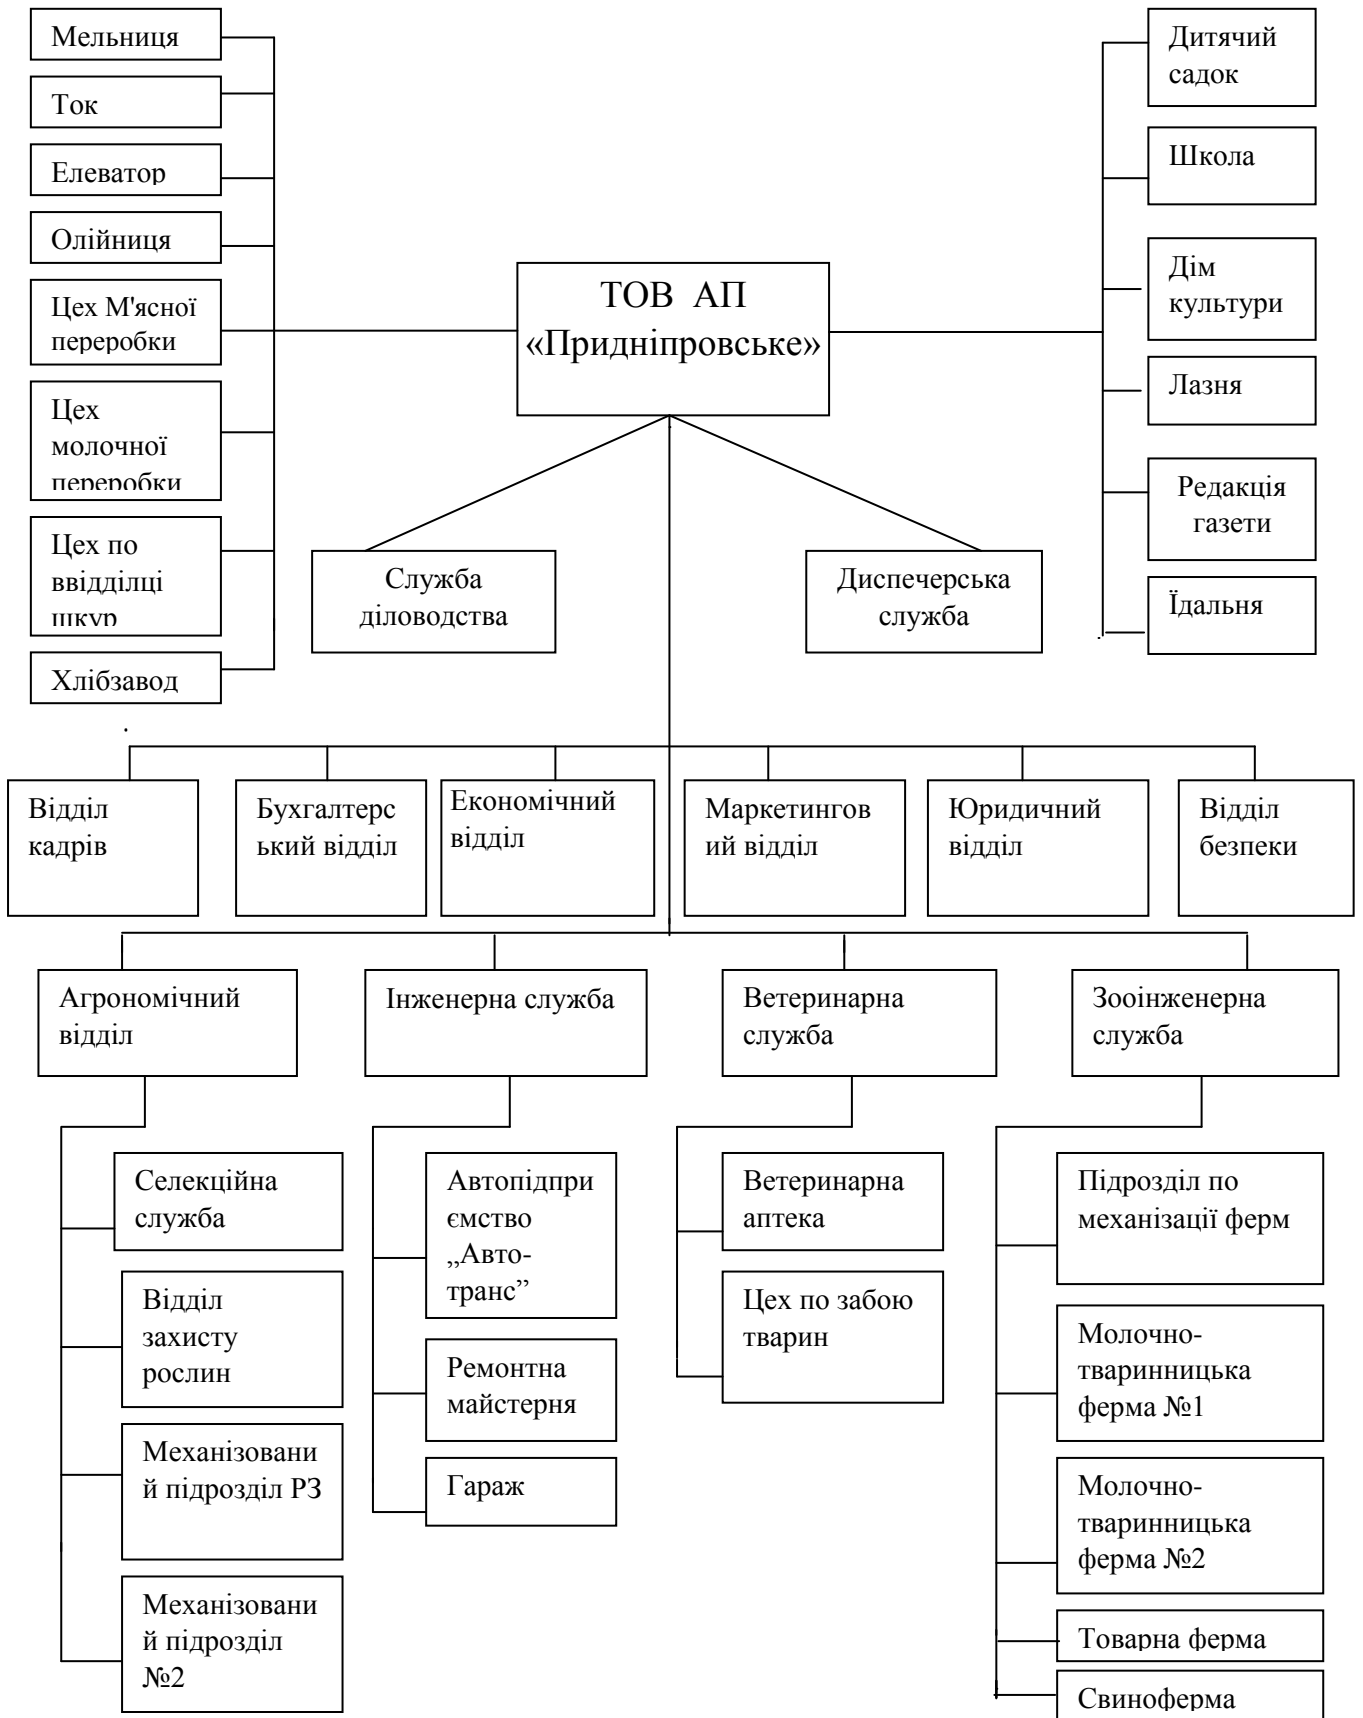 Мельниця
Ток
Елеватор
Олійниця
Цех М'ясної
переробки
Цех
молочної
переробки
Цех по
ввідділці
шкур
Хлібзавод
ТОВ АП
«Придніпровське»
Служба
діловодства
Диспечерська
служба
Дитячий
садок
Школа
Дім
культури
Лазня
Редакція
газети
Їдальня
Відділ
кадрів
Бухгалтерс
ький відділ
Економічний
відділ
Маркетингов
ий відділ
Юридичний
відділ
Відділ
безпеки
Агрономічний
відділ
Інженерна служба
Ветеринарна
служба
Зооінженерна
служба
Селекційна
служба
Відділ
захисту
рослин
Механізовани
й підрозділ РЗ
Механізовани
й підрозділ
№2
Автопідпри
ємство
„Авто-
транс”
Ремонтна
майстерня
Гараж
Ветеринарна
аптека
Цех по забою
тварин
Підрозділ по
механізації ферм
Молочно-
тваринницька
ферма №1
Молочно-
тваринницька
ферма №2
Товарна ферма
Свиноферма